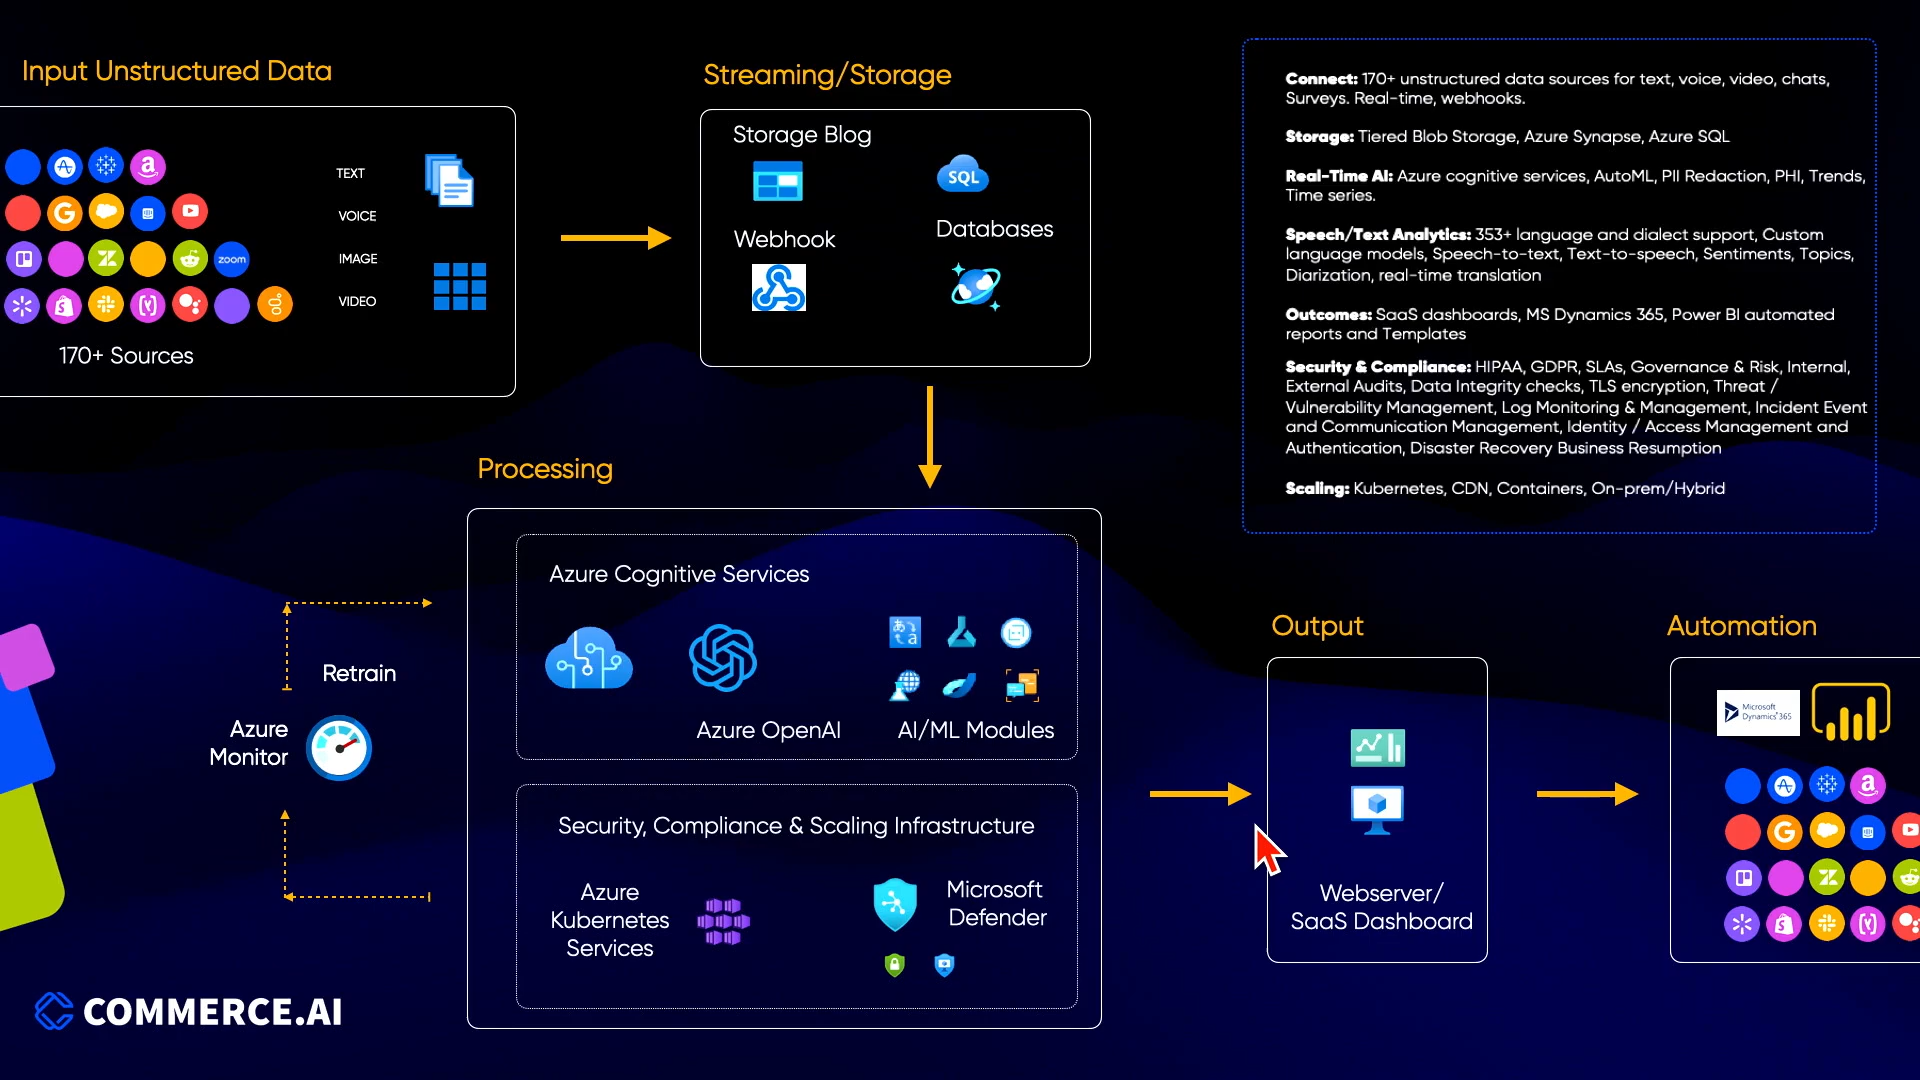 Input Unstructured Data
TEXT
VOICE
IMAGE
VIDEO
zoom
170+ Sources
Streaming/Storage
Storage Blog
SQL
Webhook
Databases
Connect: 170+ unstructured data sources for text, voice, video, chats,
Surveys. Real-time, webhooks.
Storage: Tiered Blob Storage, Azure Synapse, Azure SQL
Real-Time AI: Azure cognitive services, AutoML, PII Redaction, PHI, Trends,
Time series.
Speech/Text Analytics: 353+ language and dialect support, Custom
language models, Speech-to-text, Text-to-speech, Sentiments, Topics,
Diarization, real-time translation
Outcomes: SaaS dashboards, MS Dynamics 365, Power BI automated
reports and Templates
Security & Compliance: HIPAA, GDPR, SLAs, Governance & Risk, Internal,
External Audits, Data Integrity checks, TLS encryption, Threat /
Vulnerability Management, Log Monitoring & Management, Incident Event
and Communication Management, Identity / Access Management and
Authentication, Disaster Recovery Business Resumption
Scaling: Kubernetes, CDN, Containers, On-prem/Hybrid
Processing
Azure Cognitive Services
Azure OpenAI
AI/ML Modules
Security, Compliance & Scaling Infrastructure
Azure
Kubernetes
Services
Microsoft
Defender
Retrain
Azure
Monitor
Output
Webserver/
SaaS Dashboard
Automation
Microsoft
Dynamics 365
COMMERCE.AI